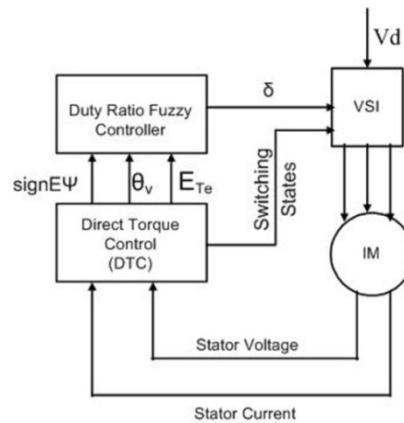 Vd
δ
Duty Ratio Fuzzy
Controller
VSI
signEΨ
θv
ETe
Switching
States
Direct Torque
Control
(DTC)
IM
Stator Voltage
Stator Current